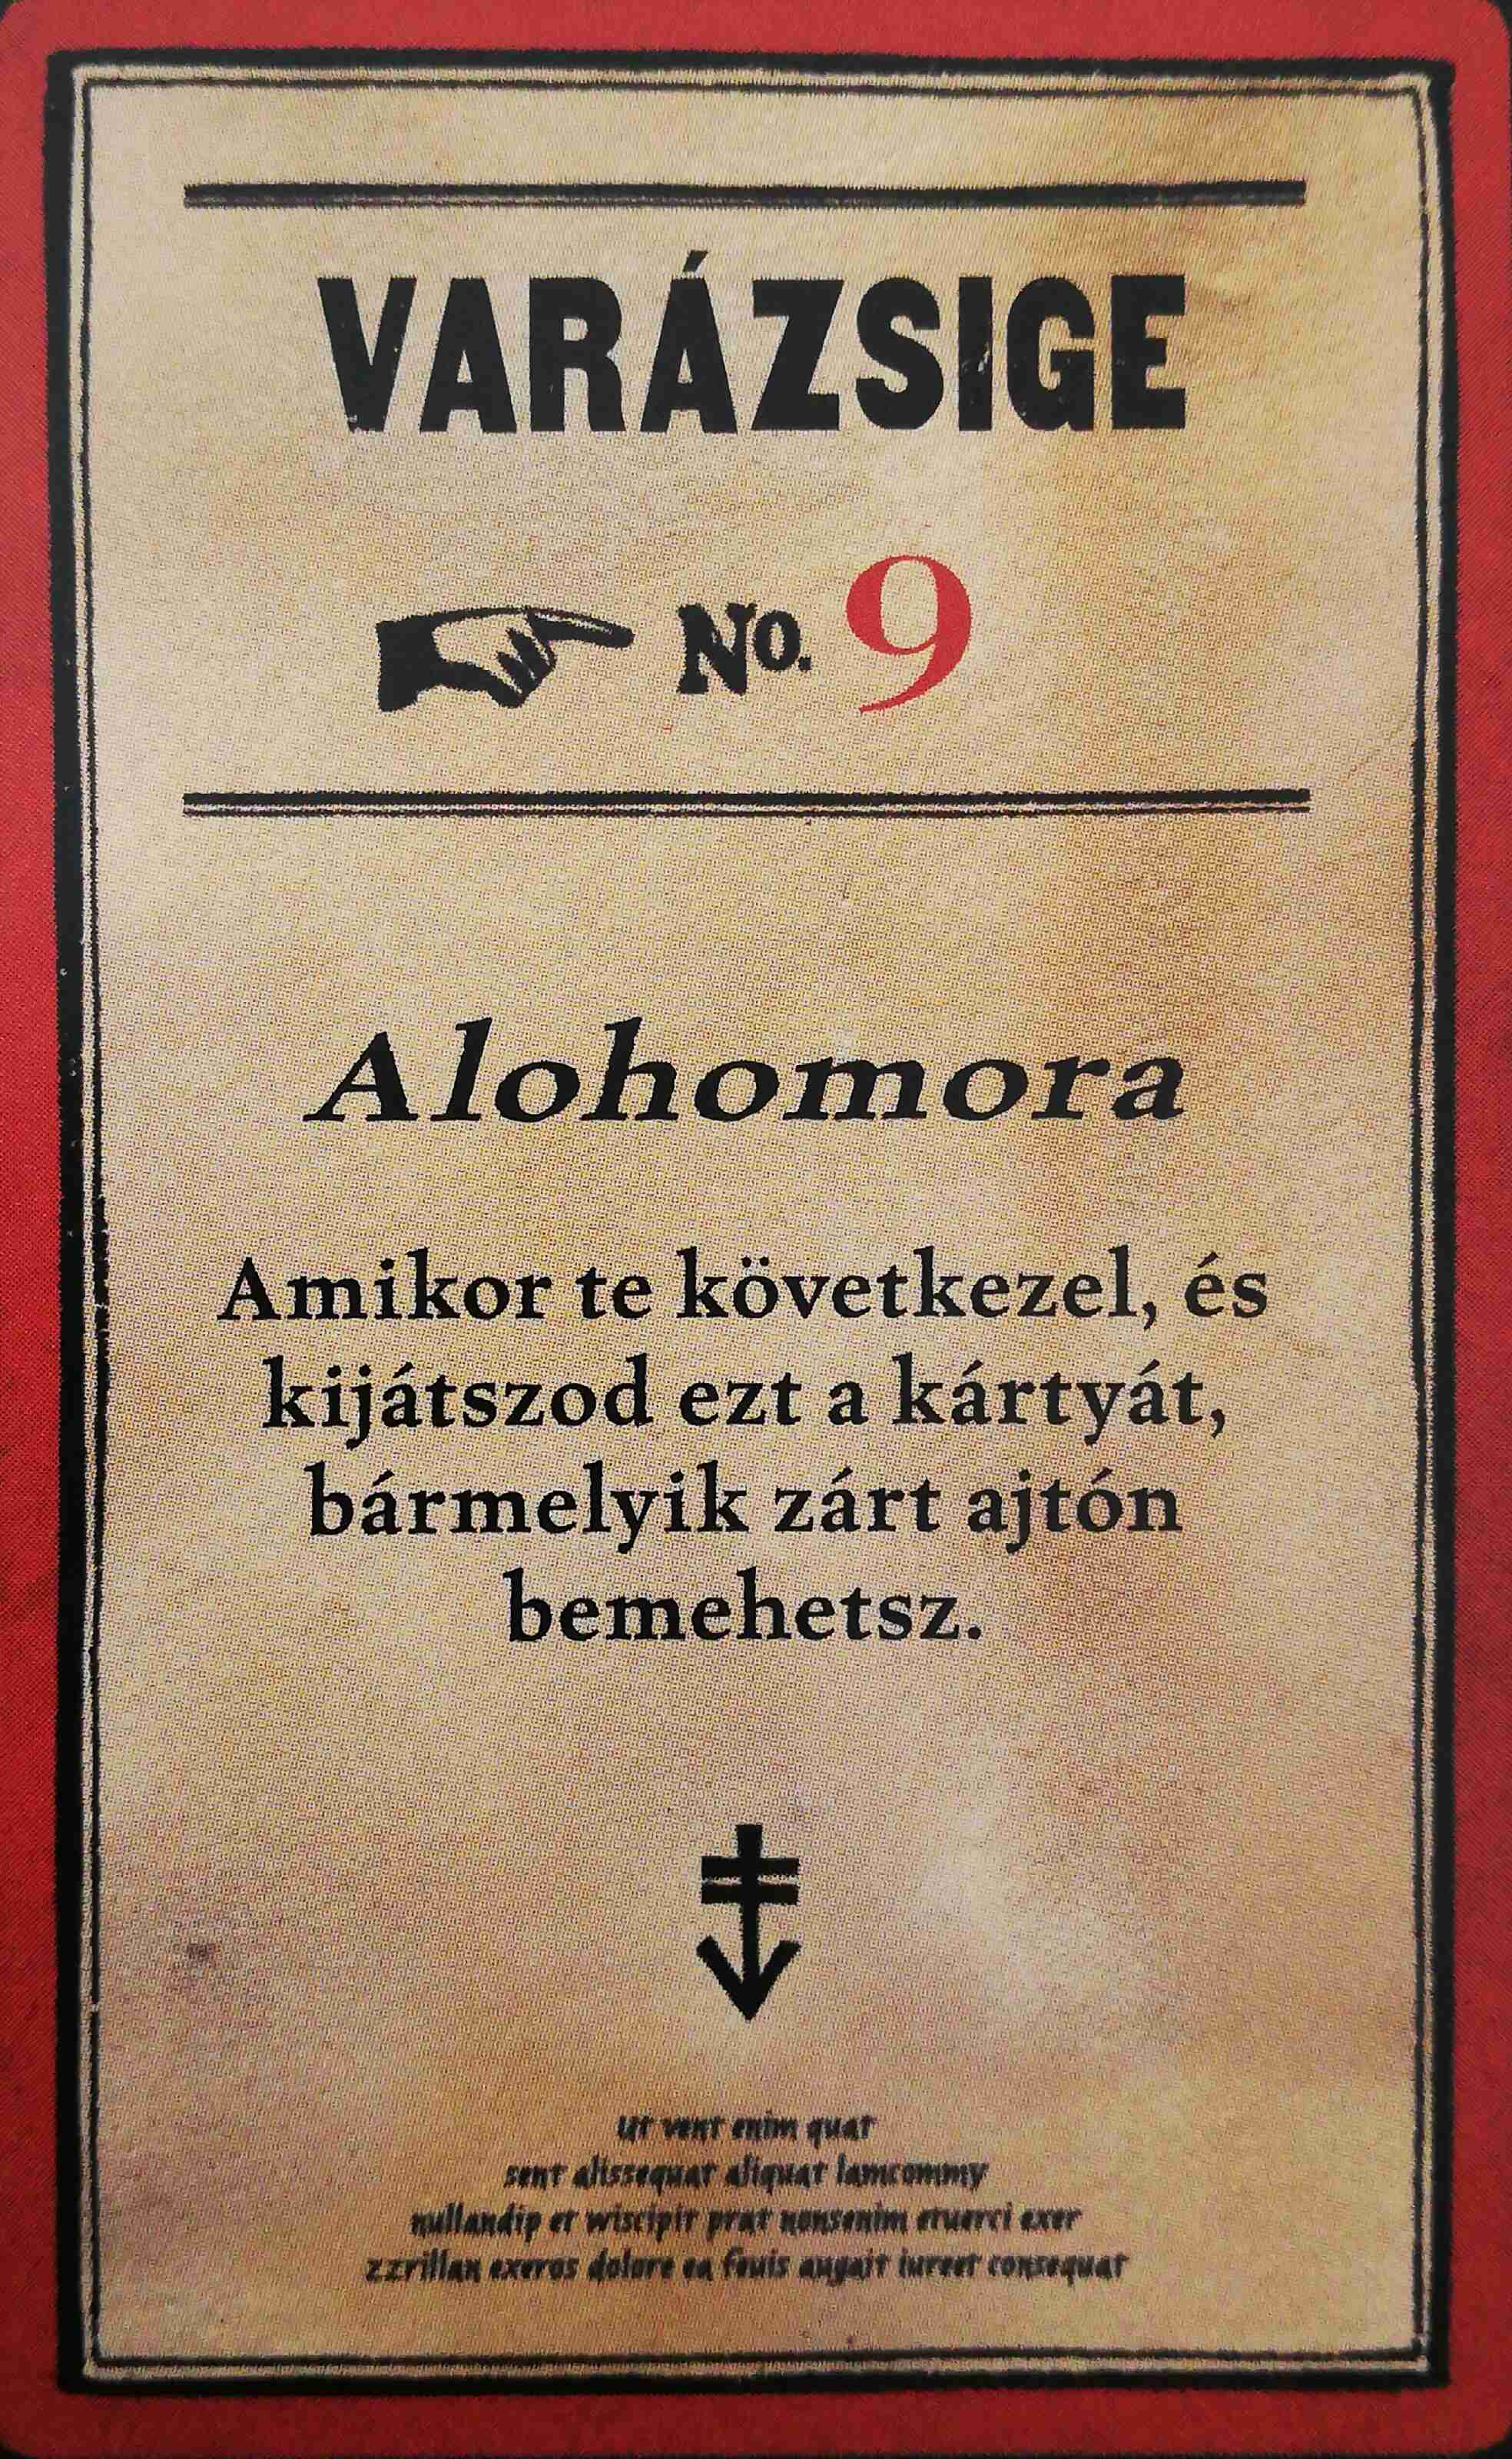 VARÁZSIGE
No. 9
Alohomora
Amikor te következel, és
kijátszod ezt a kártyát,
bármelyik zárt ajtón
bemehetsz.
ut vent enim quat
sent alissequat aliquat lamcommy
nullandip et wiscipit prat nonsenim etuerci exer
zzrillan exeros dolore ea feuis augait iureet consequat